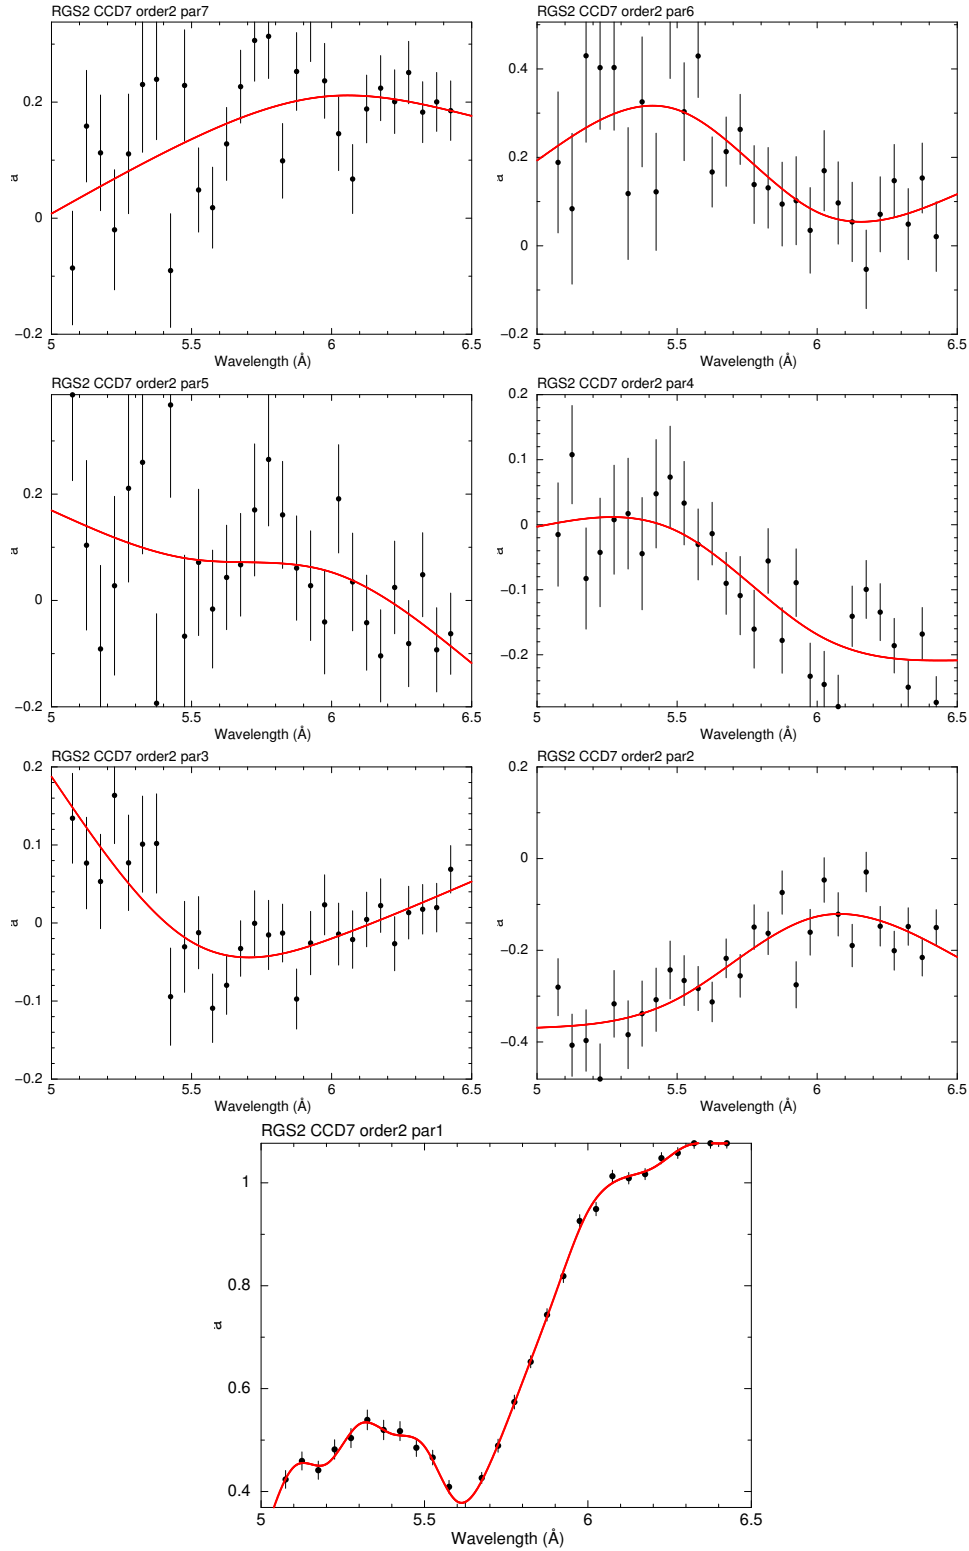 RGS2 CCD7 order2 par7
0.2
0
−0.2
a
5
5.5
6
6.5
Wavelength (Å)
RGS2 CCD7 order2 par6
0.4
0.2
0
−0.2
a
5
5.5
6
6.5
Wavelength (Å)
RGS2 CCD7 order2 par5
0.2
0
−0.2
a
5
5.5
6
6.5
Wavelength (Å)
RGS2 CCD7 order2 par4
0.2
0.1
0
−0.1
−0.2
a
5
5.5
6
6.5
Wavelength (Å)
RGS2 CCD7 order2 par3
0.2
0.1
0
−0.1
−0.2
a
5
5.5
6
6.5
Wavelength (Å)
RGS2 CCD7 order2 par2
0.2
0
−0.2
−0.4
a
5
5.5
6
6.5
Wavelength (Å)
RGS2 CCD7 order2 par1
1
0.8
0.6
0.4
a
5
5.5
6
6.5
Wavelength (Å)